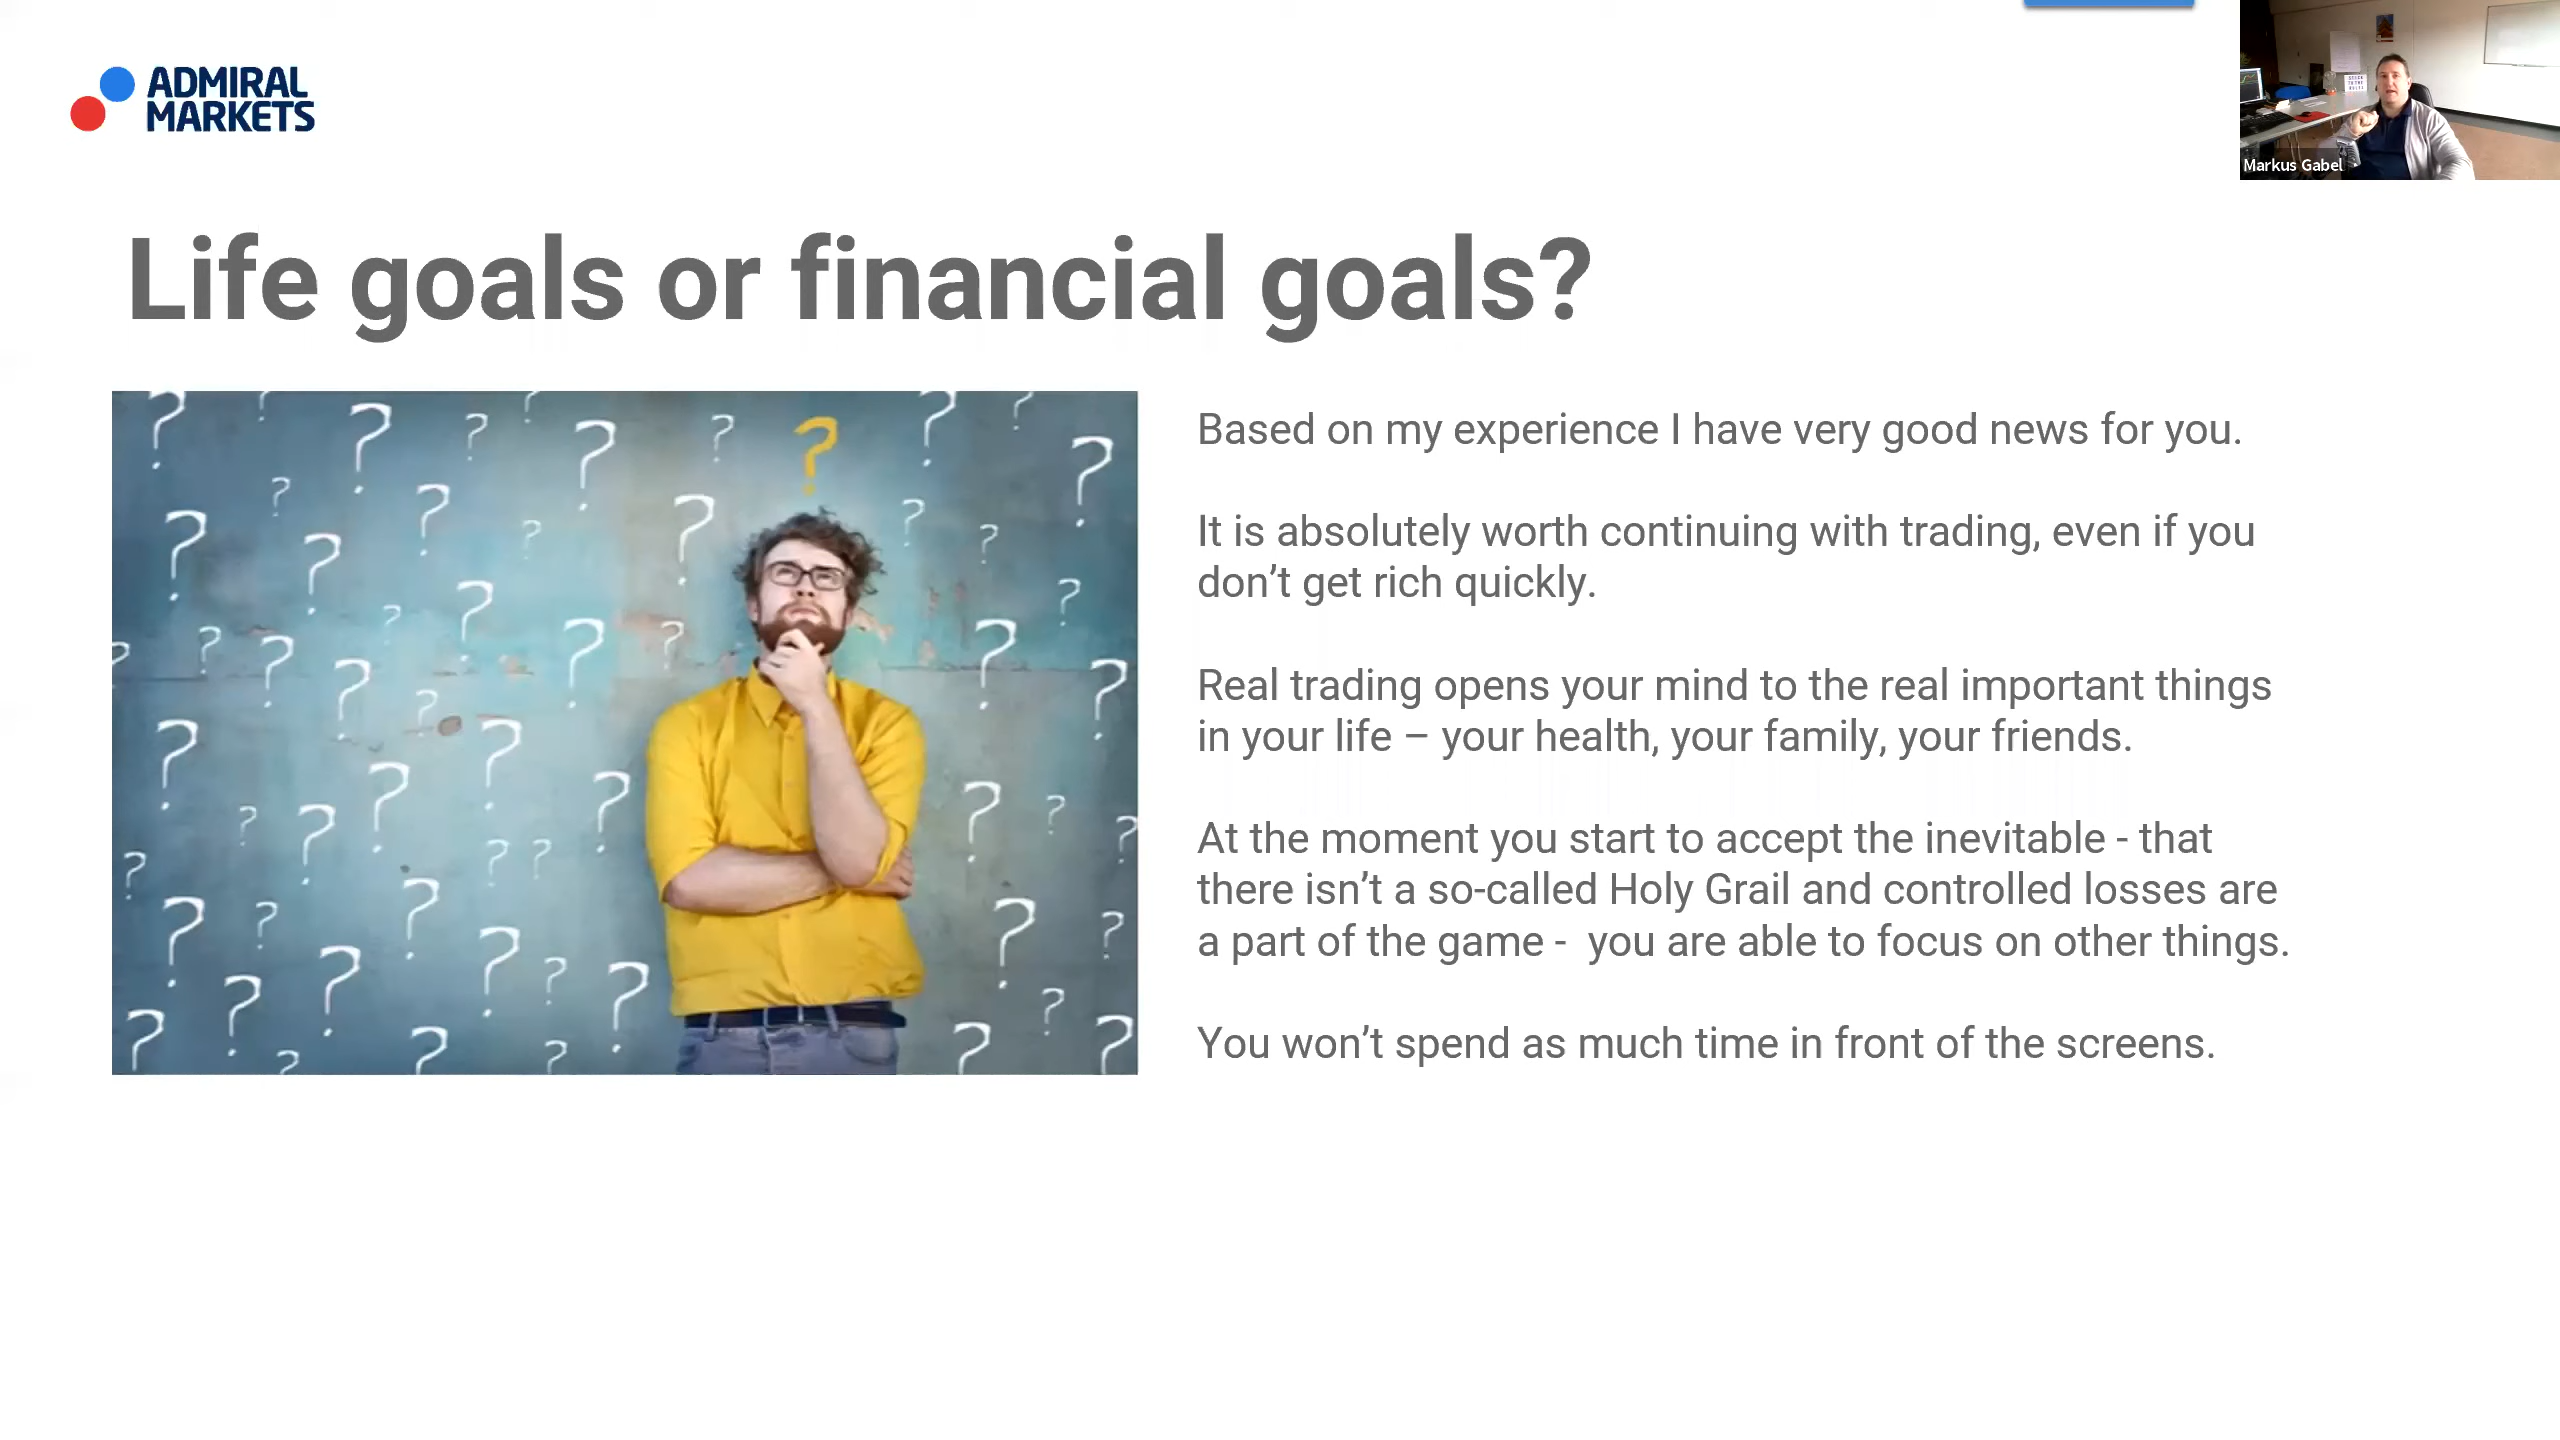 ADMIRAL
MARKETS
Markus Gabel
Life goals or financial goals?
Based on my experience I have very good news for you.
It is absolutely worth continuing with trading, even if you
don’t get rich quickly.
Real trading opens your mind to the real important things
in your life – your health, your family, your friends.
At the moment you start to accept the inevitable - that
there isn’t a so-called Holy Grail and controlled losses are
a part of the game -  you are able to focus on other things.
You won’t spend as much time in front of the screens.